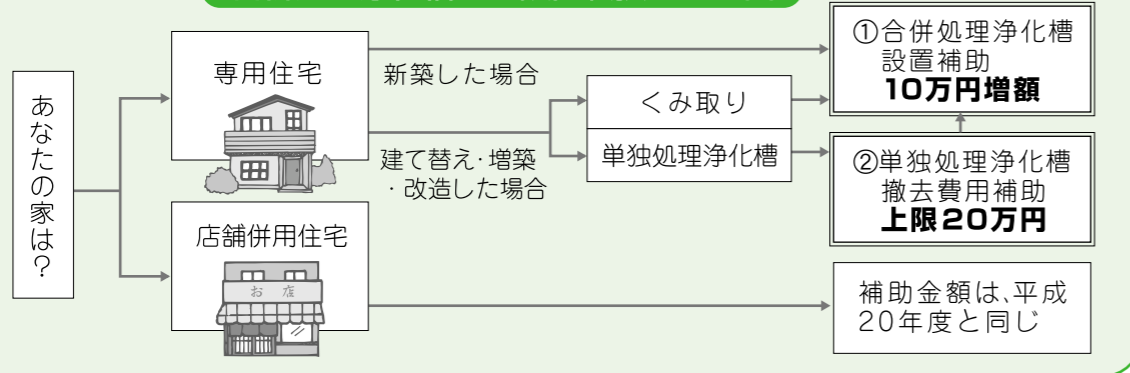 あなたの家は？
専用住宅
新築した場合
建て替え・増築
・改造した場合
くみ取り
単独処理浄化槽
①合併処理浄化槽
設置補助
10万円増額
②単独処理浄化槽
撤去費用補助
上限20万円
店舗併用住宅
お店
補助金額は、平成
20年度と同じ